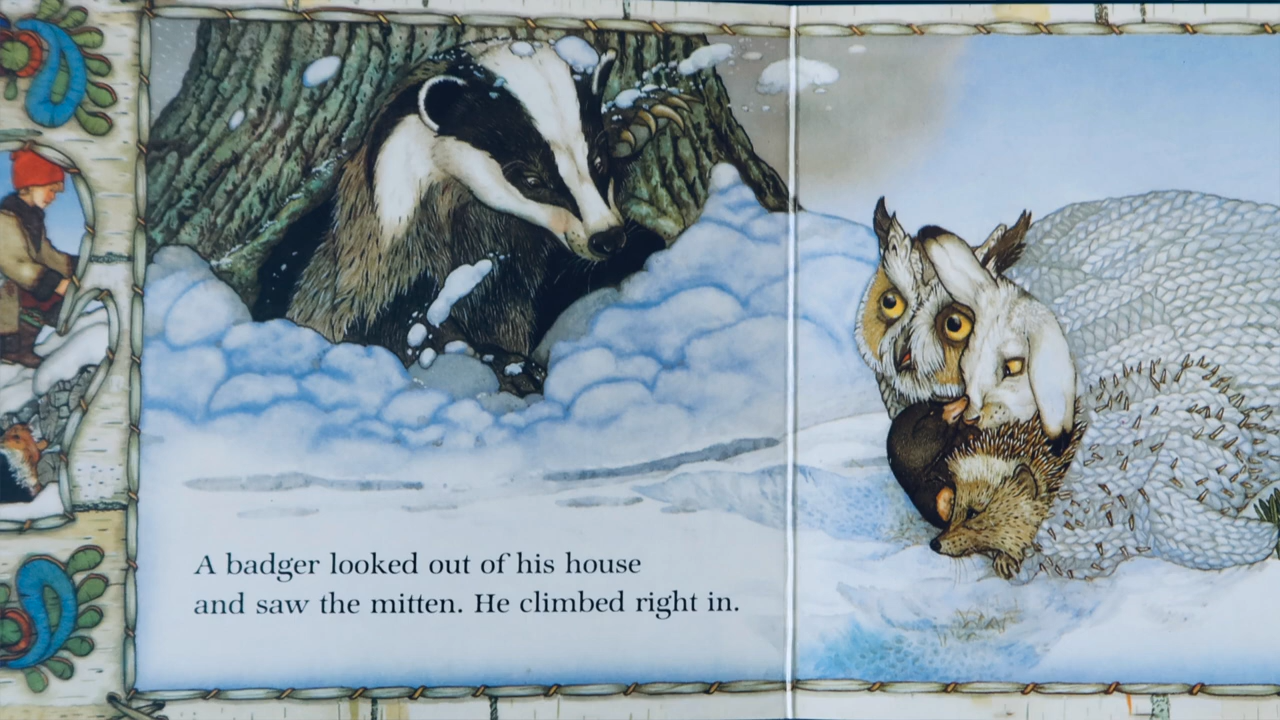 A badger looked out of his house
and saw the mitten. He climbed right in.